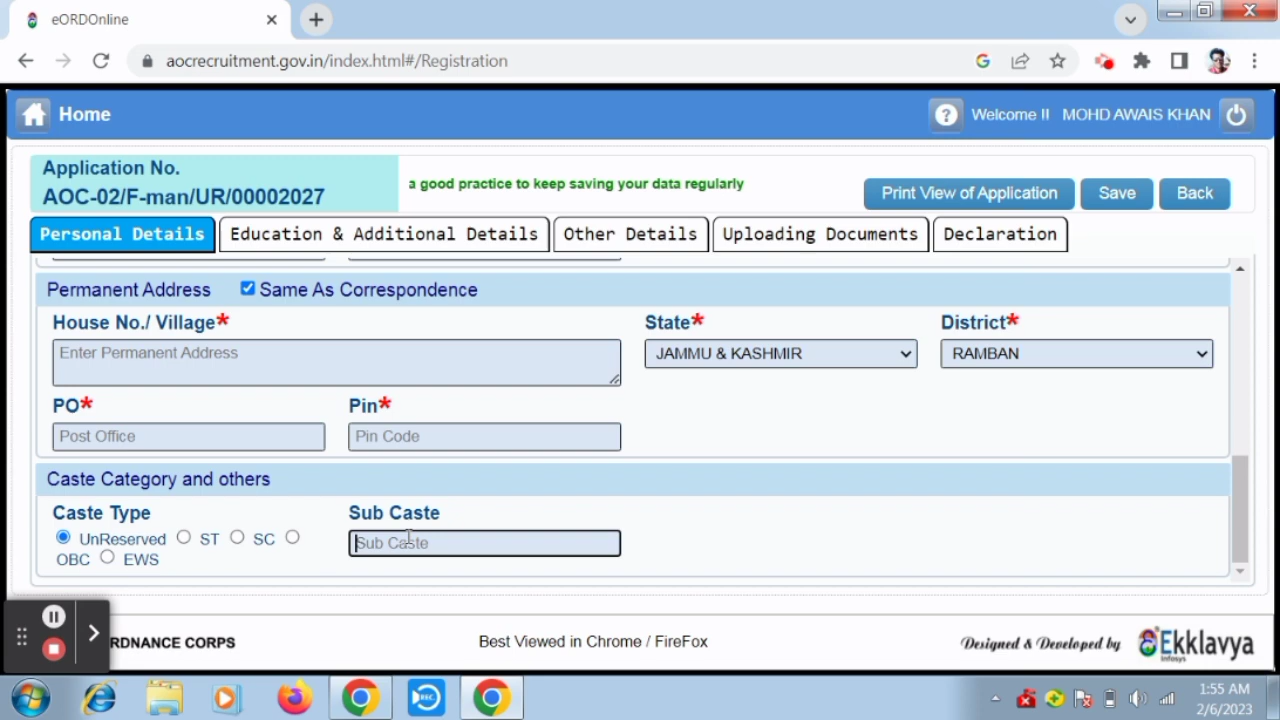 eORDOnline
aocrecruitment.gov.in/index.html#/Registration
Home
Welcome !! MOHD AWAIS KHAN
Application No.
AOC-02/F-man/UR/00002027
a good practice to keep saving your data regularly
Print View of Application
Save
Back
Personal Details
Education & Additional Details
Other Details
Uploading Documents
Declaration
Permanent Address
Same As Correspondence
House No./ Village*
State*
District*
Enter Permanent Address
JAMMU & KASHMIR
RAMBAN
PO*
Pin*
Post Office
Pin Code
Caste Category and others
Caste Type
Sub Caste
UnReserved ST SC
Sub Caste
OBC EWS
RDNANCE CORPS
Best Viewed in Chrome / FireFox
Designed & Developed by
Ekklavya
Infosys
REC
1:55 AM
2/6/2023